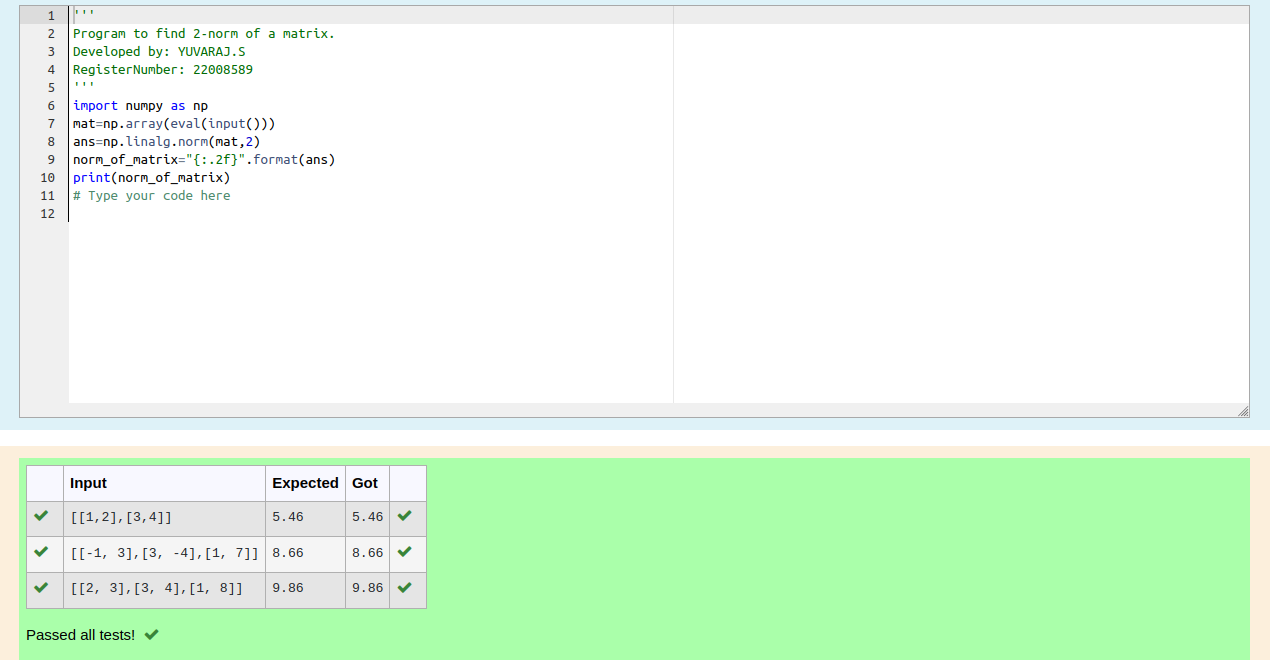 1 '''
2 Program to find 2-norm of a matrix.
3 Developed by: YUVARAJ.S
4 RegisterNumber: 22008589
5 '''
6 import numpy as np
7 mat=np.array(eval(input()))
8 ans=np.linalg.norm(mat,2)
9 norm_of_matrix="{:.2f}".format(ans)
10 print(norm_of_matrix)
11 # Type your code here
12
Input Expected Got
[[1,2],[3,4]] 5.46 5.46
[[-1, 3],[3, -4],[1, 7]] 8.66 8.66
[[2, 3],[3, 4],[1, 8]] 9.86 9.86
Passed all tests!